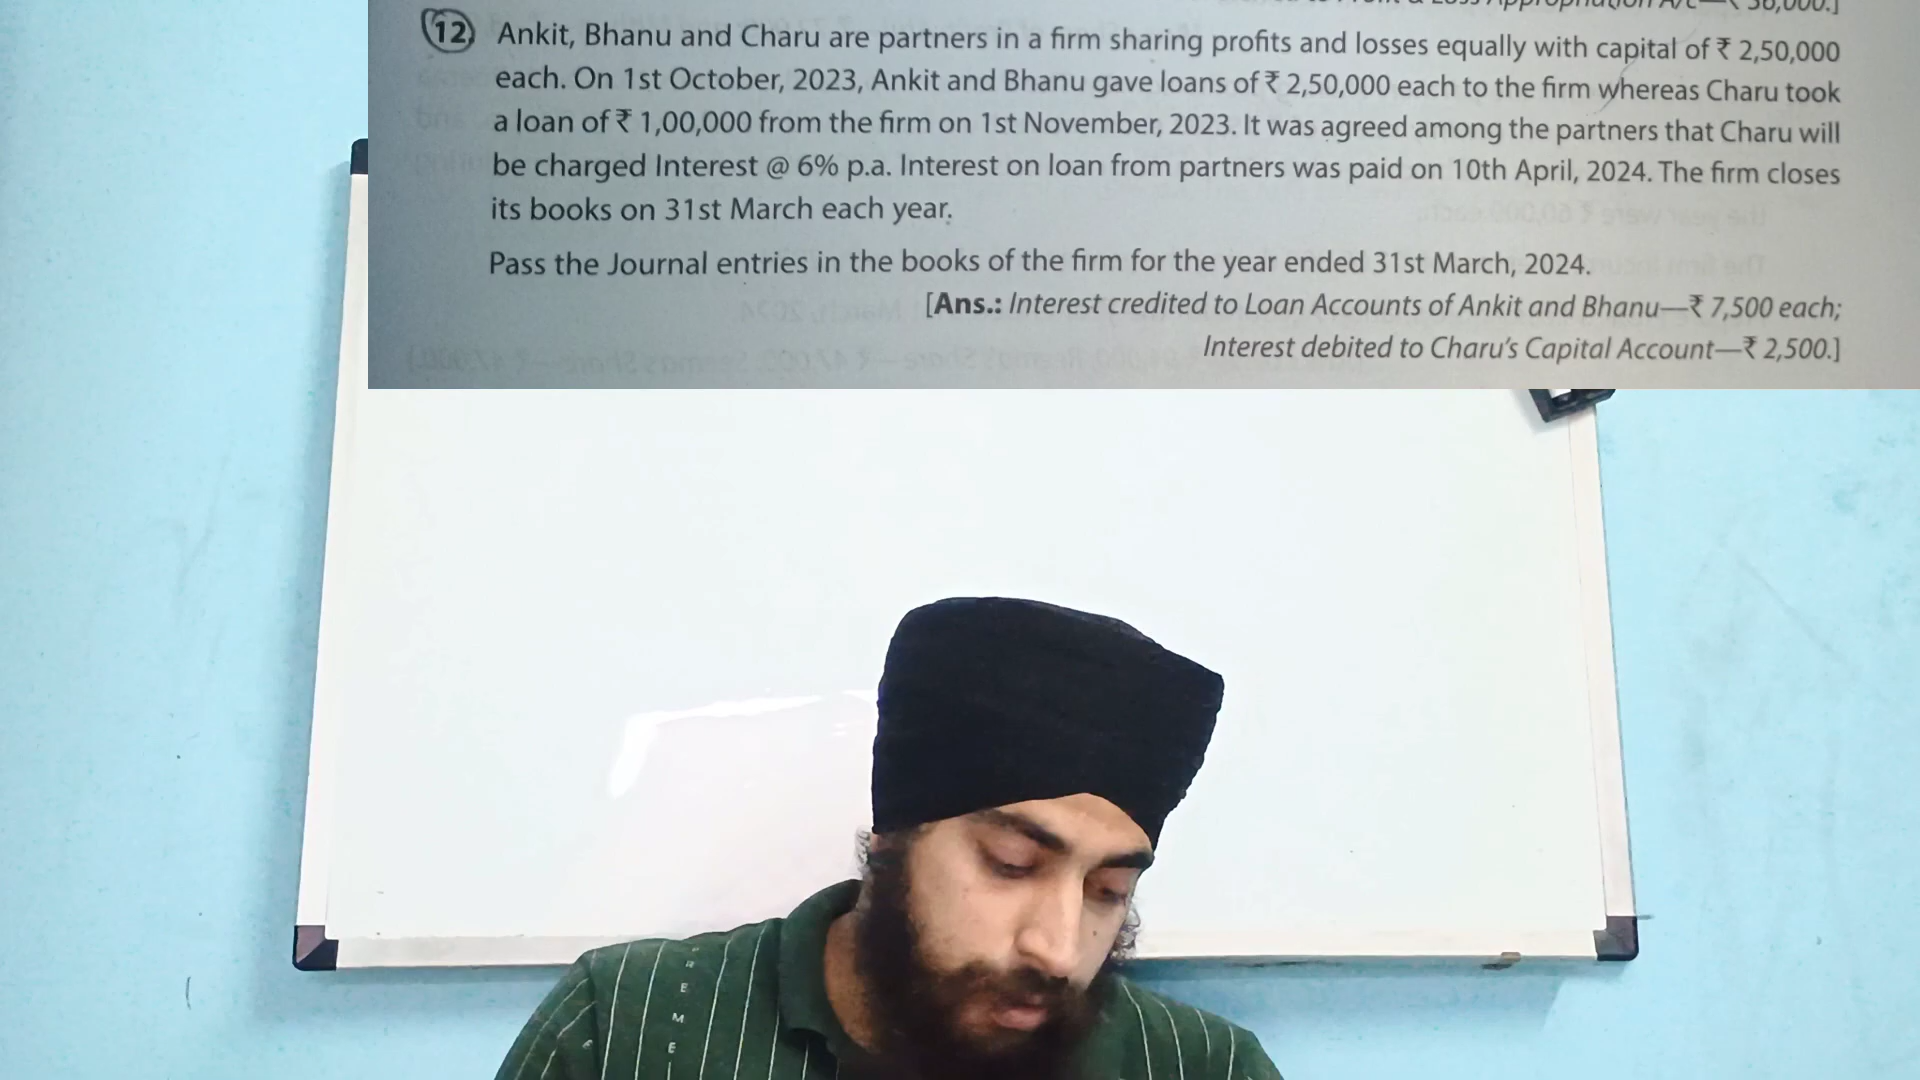 36,000.]
12 Ankit, Bhanu and Charu are partners in a firm sharing profits and losses equally with capital of ₹ 2,50,000
each. On 1st October, 2023, Ankit and Bhanu gave loans of ₹ 2,50,000 each to the firm whereas Charu took
a loan of ₹ 1,00,000 from the firm on 1st November, 2023. It was agreed among the partners that Charu will
be charged Interest @ 6% p.a. Interest on loan from partners was paid on 10th April, 2024. The firm closes
its books on 31st March each year.
Pass the Journal entries in the books of the firm for the year ended 31st March, 2024.
[Ans.: Interest credited to Loan Accounts of Ankit and Bhanu—₹ 7,500 each;
Interest debited to Charu's Capital Account—₹ 2,500.]